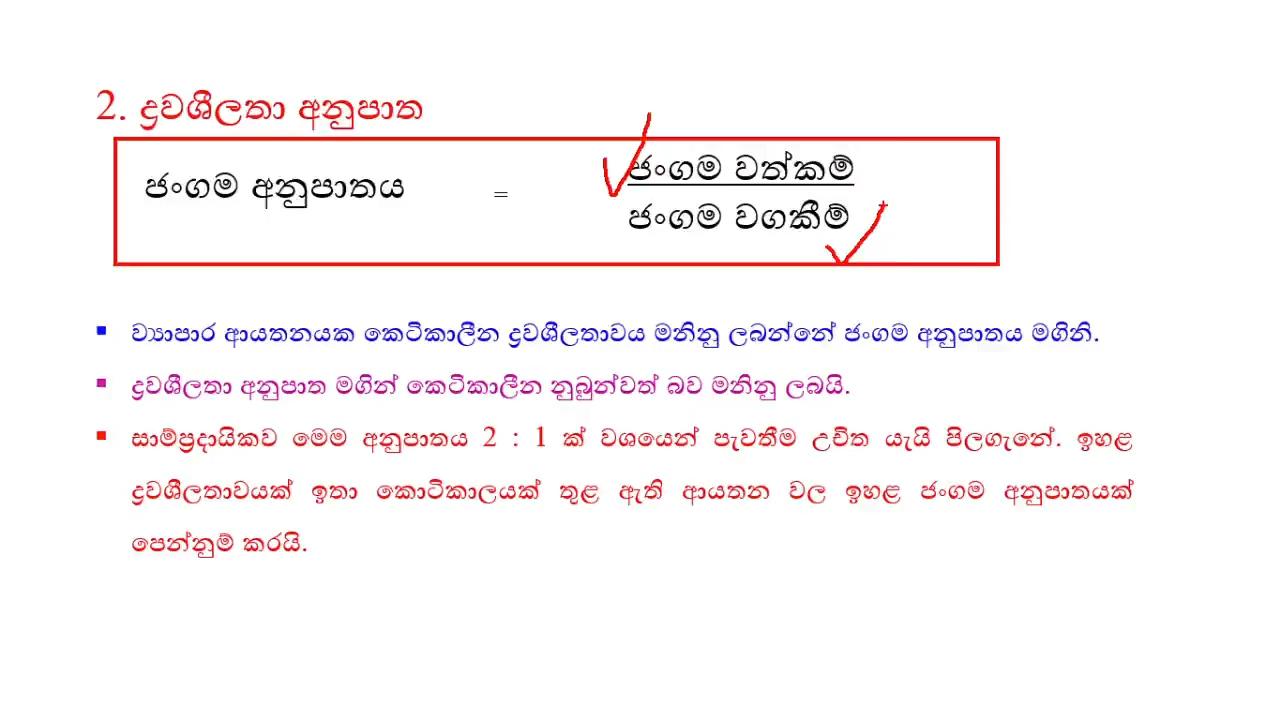 2. ද්‍රවශීලතා අනුපාත
ජංගම අනුපාතය = ජංගම වත්කම්
ජංගම වගකීම්
ව්‍යාපාර ආයතනයක කෙටිකාලීන ද්‍රවශීලතාවය මනිනු ලබන්නේ ජංගම අනුපාතය මගිනි.
ද්‍රවශීලතා අනුපාත මගින් කෙටිකාලීන නුබුන්වත් බව මනිනු ලබයි.
සාම්ප්‍රදායිකව මෙම අනුපාතය 2 : 1 ක් වශයෙන් පැවතීම උචිත යැයි පිලගැනේ. ඉහළ
ද්‍රවශීලතාවයක් ඉතා කොටිකාලයක් තුළ ඇති ආයතන වල ඉහළ ජංගම අනුපාතයක්
පෙන්නුම් කරයි.